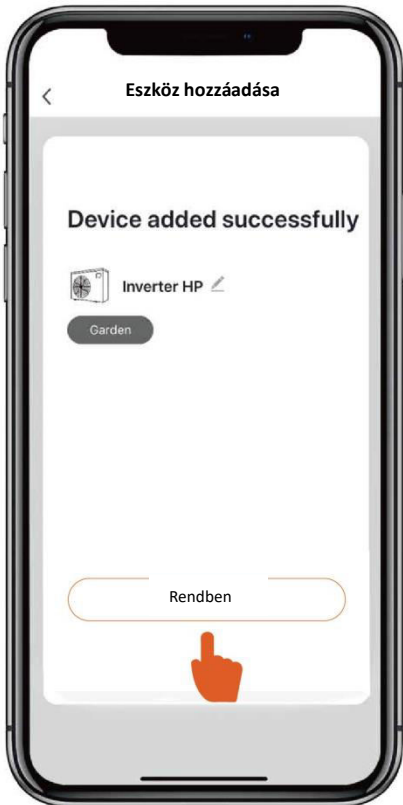 Eszköz hozzáadása
Device added successfully
Inverter HP
Garden
Rendben